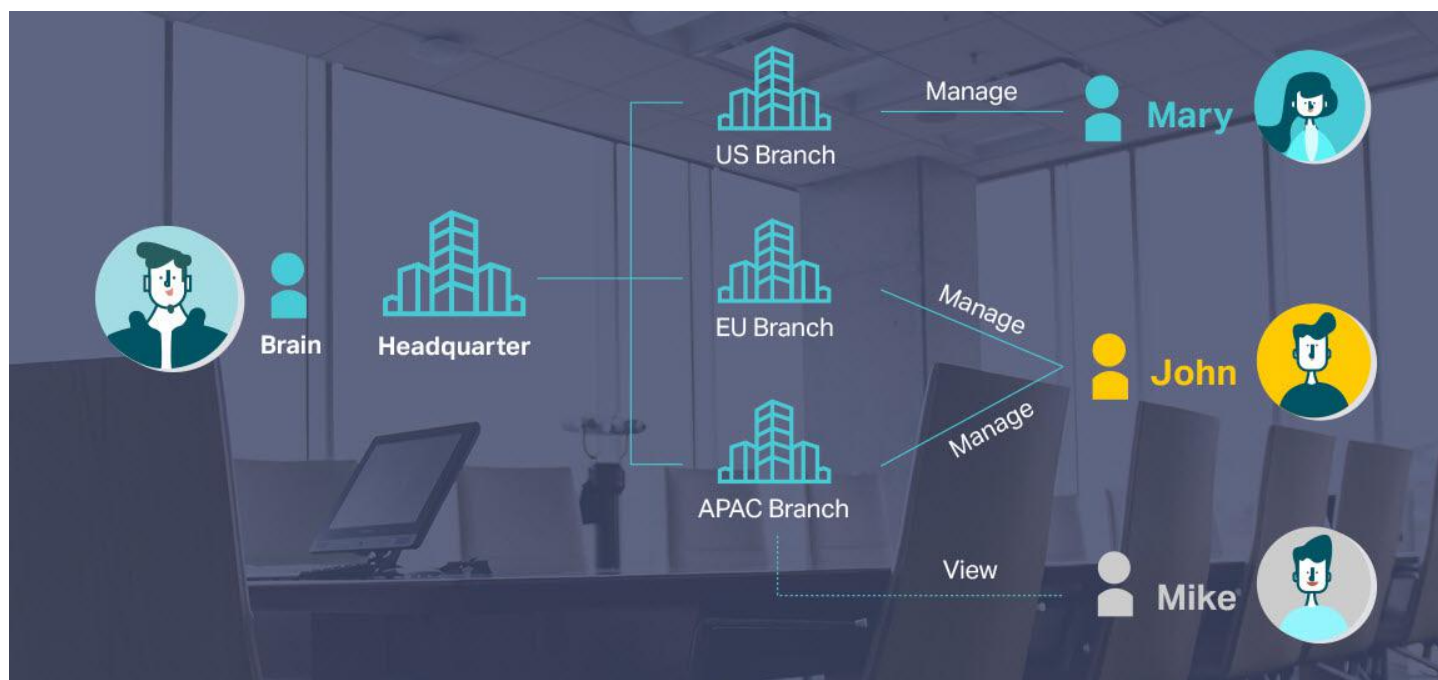 Manage
Mary
US Branch
Brain
Headquarter
EU Branch
Manage
John
Manage
APAC Branch
View
Mike